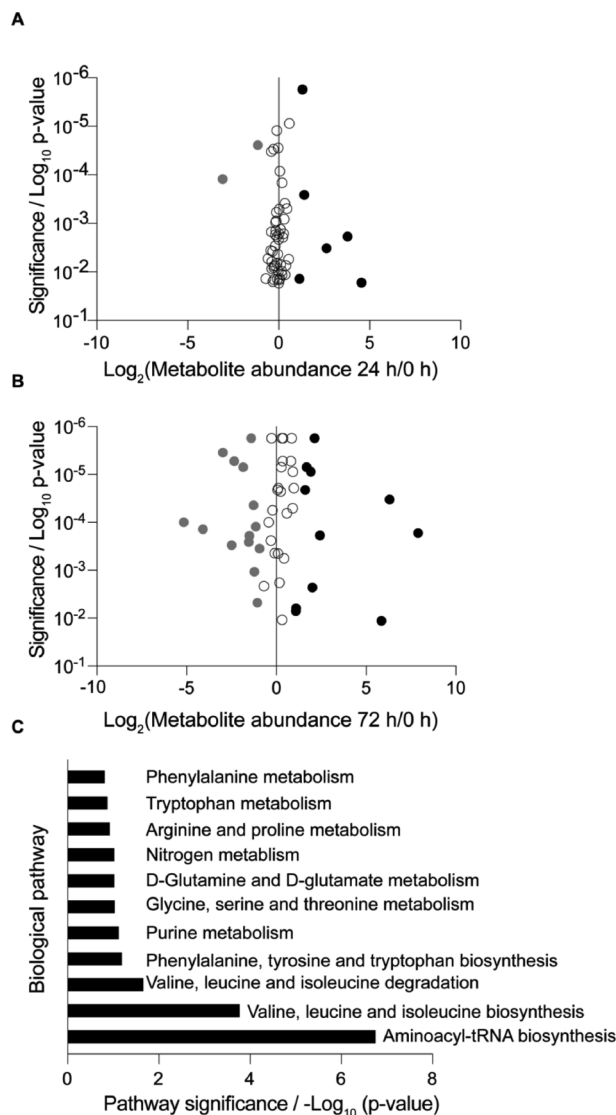 A
Significance / Log10 p-value
10-6
10-5
10-4
10-3
10-2
10-1
-10
-5
0
5
10
Log2(Metabolite abundance 24 h/0 h)
B
Significance / Log10 p-value
10-6
10-5
10-4
10-3
10-2
10-1
-10
-5
0
5
10
Log2(Metabolite abundance 72 h/0 h)
C
Biological pathway
Phenylalanine metabolism
Tryptophan metabolism
Arginine and proline metabolism
Nitrogen metablism
D-Glutamine and D-glutamate metabolism
Glycine, serine and threonine metabolism
Purine metabolism
Phenylalanine, tyrosine and tryptophan biosynthesis
Valine, leucine and isoleucine degradation
Valine, leucine and isoleucine biosynthesis
Aminoacyl-tRNA biosynthesis
0
2
4
6
8
Pathway significance / -Log10 (p-value)